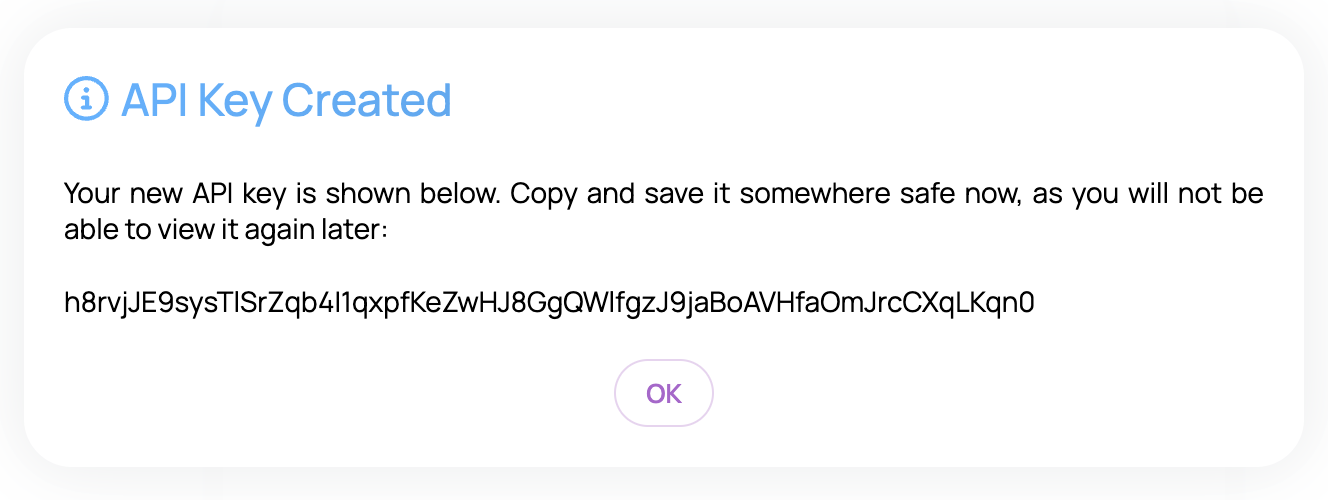 API Key Created
Your new API key is shown below. Copy and save it somewhere safe now, as you will not be
able to view it again later:
h8rvjJE9sysTlSrZqb4l1qxpfKeZwHJ8GgQWlfgzJ9jaBoAVHfaOmJrcCXqLKqn0
OK